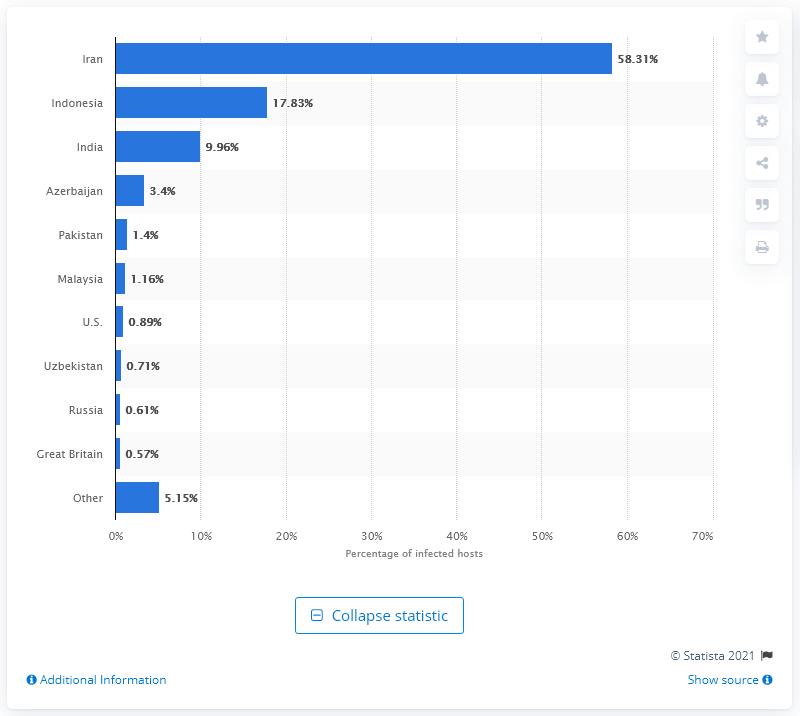 Iran 58.31%
Indonesia 17.83%
India 9.96%
Azerbaijan 3.4%
Pakistan 1.4%
Malaysia 1.16%
U.S. 0.89%
Uzbekistan 0.71%
Russia 0.61%
Great Britain 0.57%
Other 5.15%
0% 10% 20% 30% 40% 50% 60% 70%
Percentage of infected hosts
Collapse statistic
© Statista 2021
Additional Information Show source